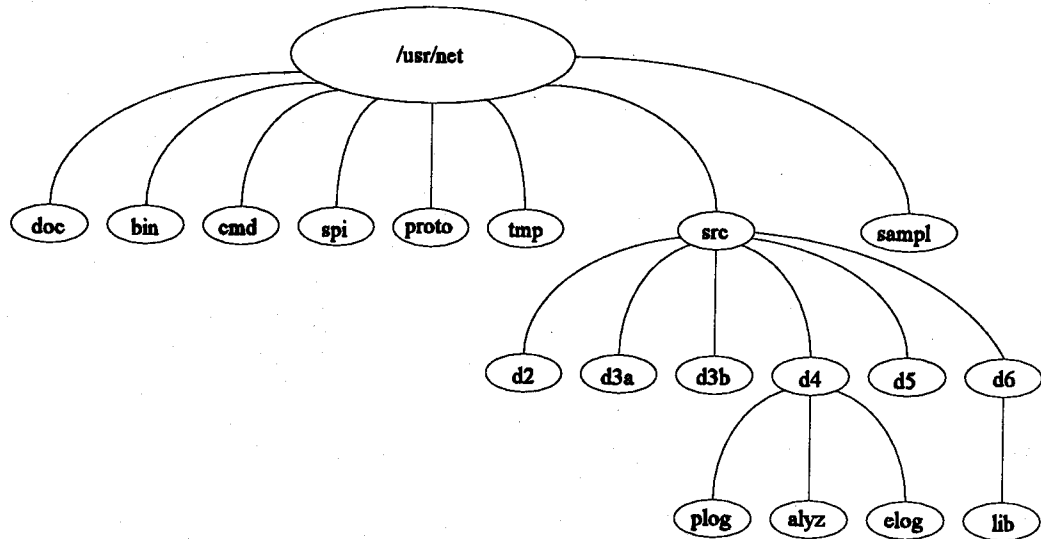 /usr/net
doc bin cmd spi proto tmp src sampl
d2 d3a d3b d4 d5 d6
plog alyz elog lib